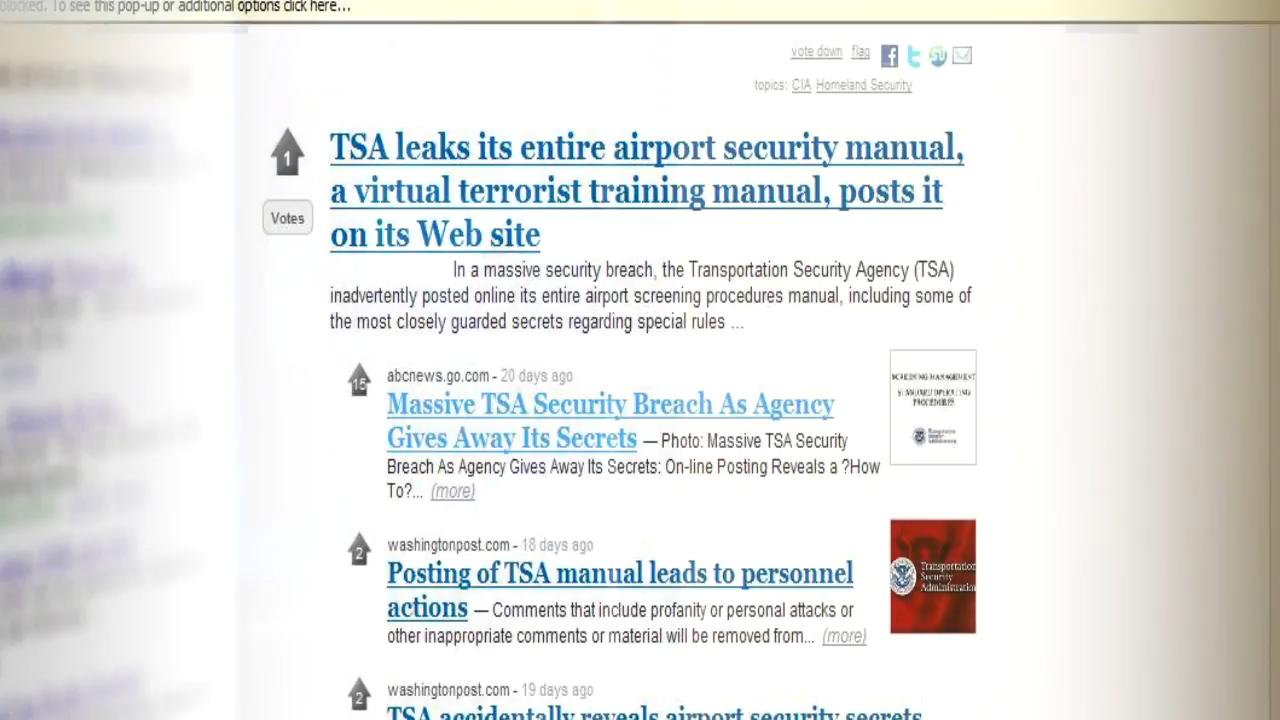 blocked. To see this pop-up or additional options click here...
vote down flag
topics: CIA Homeland Security
1
Votes
TSA leaks its entire airport security manual,
a virtual terrorist training manual, posts it
on its Web site
In a massive security breach, the Transportation Security Agency (TSA)
inadvertently posted online its entire airport screening procedures manual, including some of
the most closely guarded secrets regarding special rules ...
15
abcnews.go.com - 20 days ago
Massive TSA Security Breach As Agency
Gives Away Its Secrets — Photo: Massive TSA Security
Breach As Agency Gives Away Its Secrets: On-line Posting Reveals a ?How
To?... (more)
SCREENING MANAGEMENT
STANDARD OPERATING
PROCEDURES
2
washingtonpost.com - 18 days ago
Posting of TSA manual leads to personnel
actions — Comments that include profanity or personal attacks or
other inappropriate comments or material will be removed from... (more)
Transportation
Security
Administration
2
washingtonpost.com - 19 days ago
TSA accidentally reveals airport security secrets